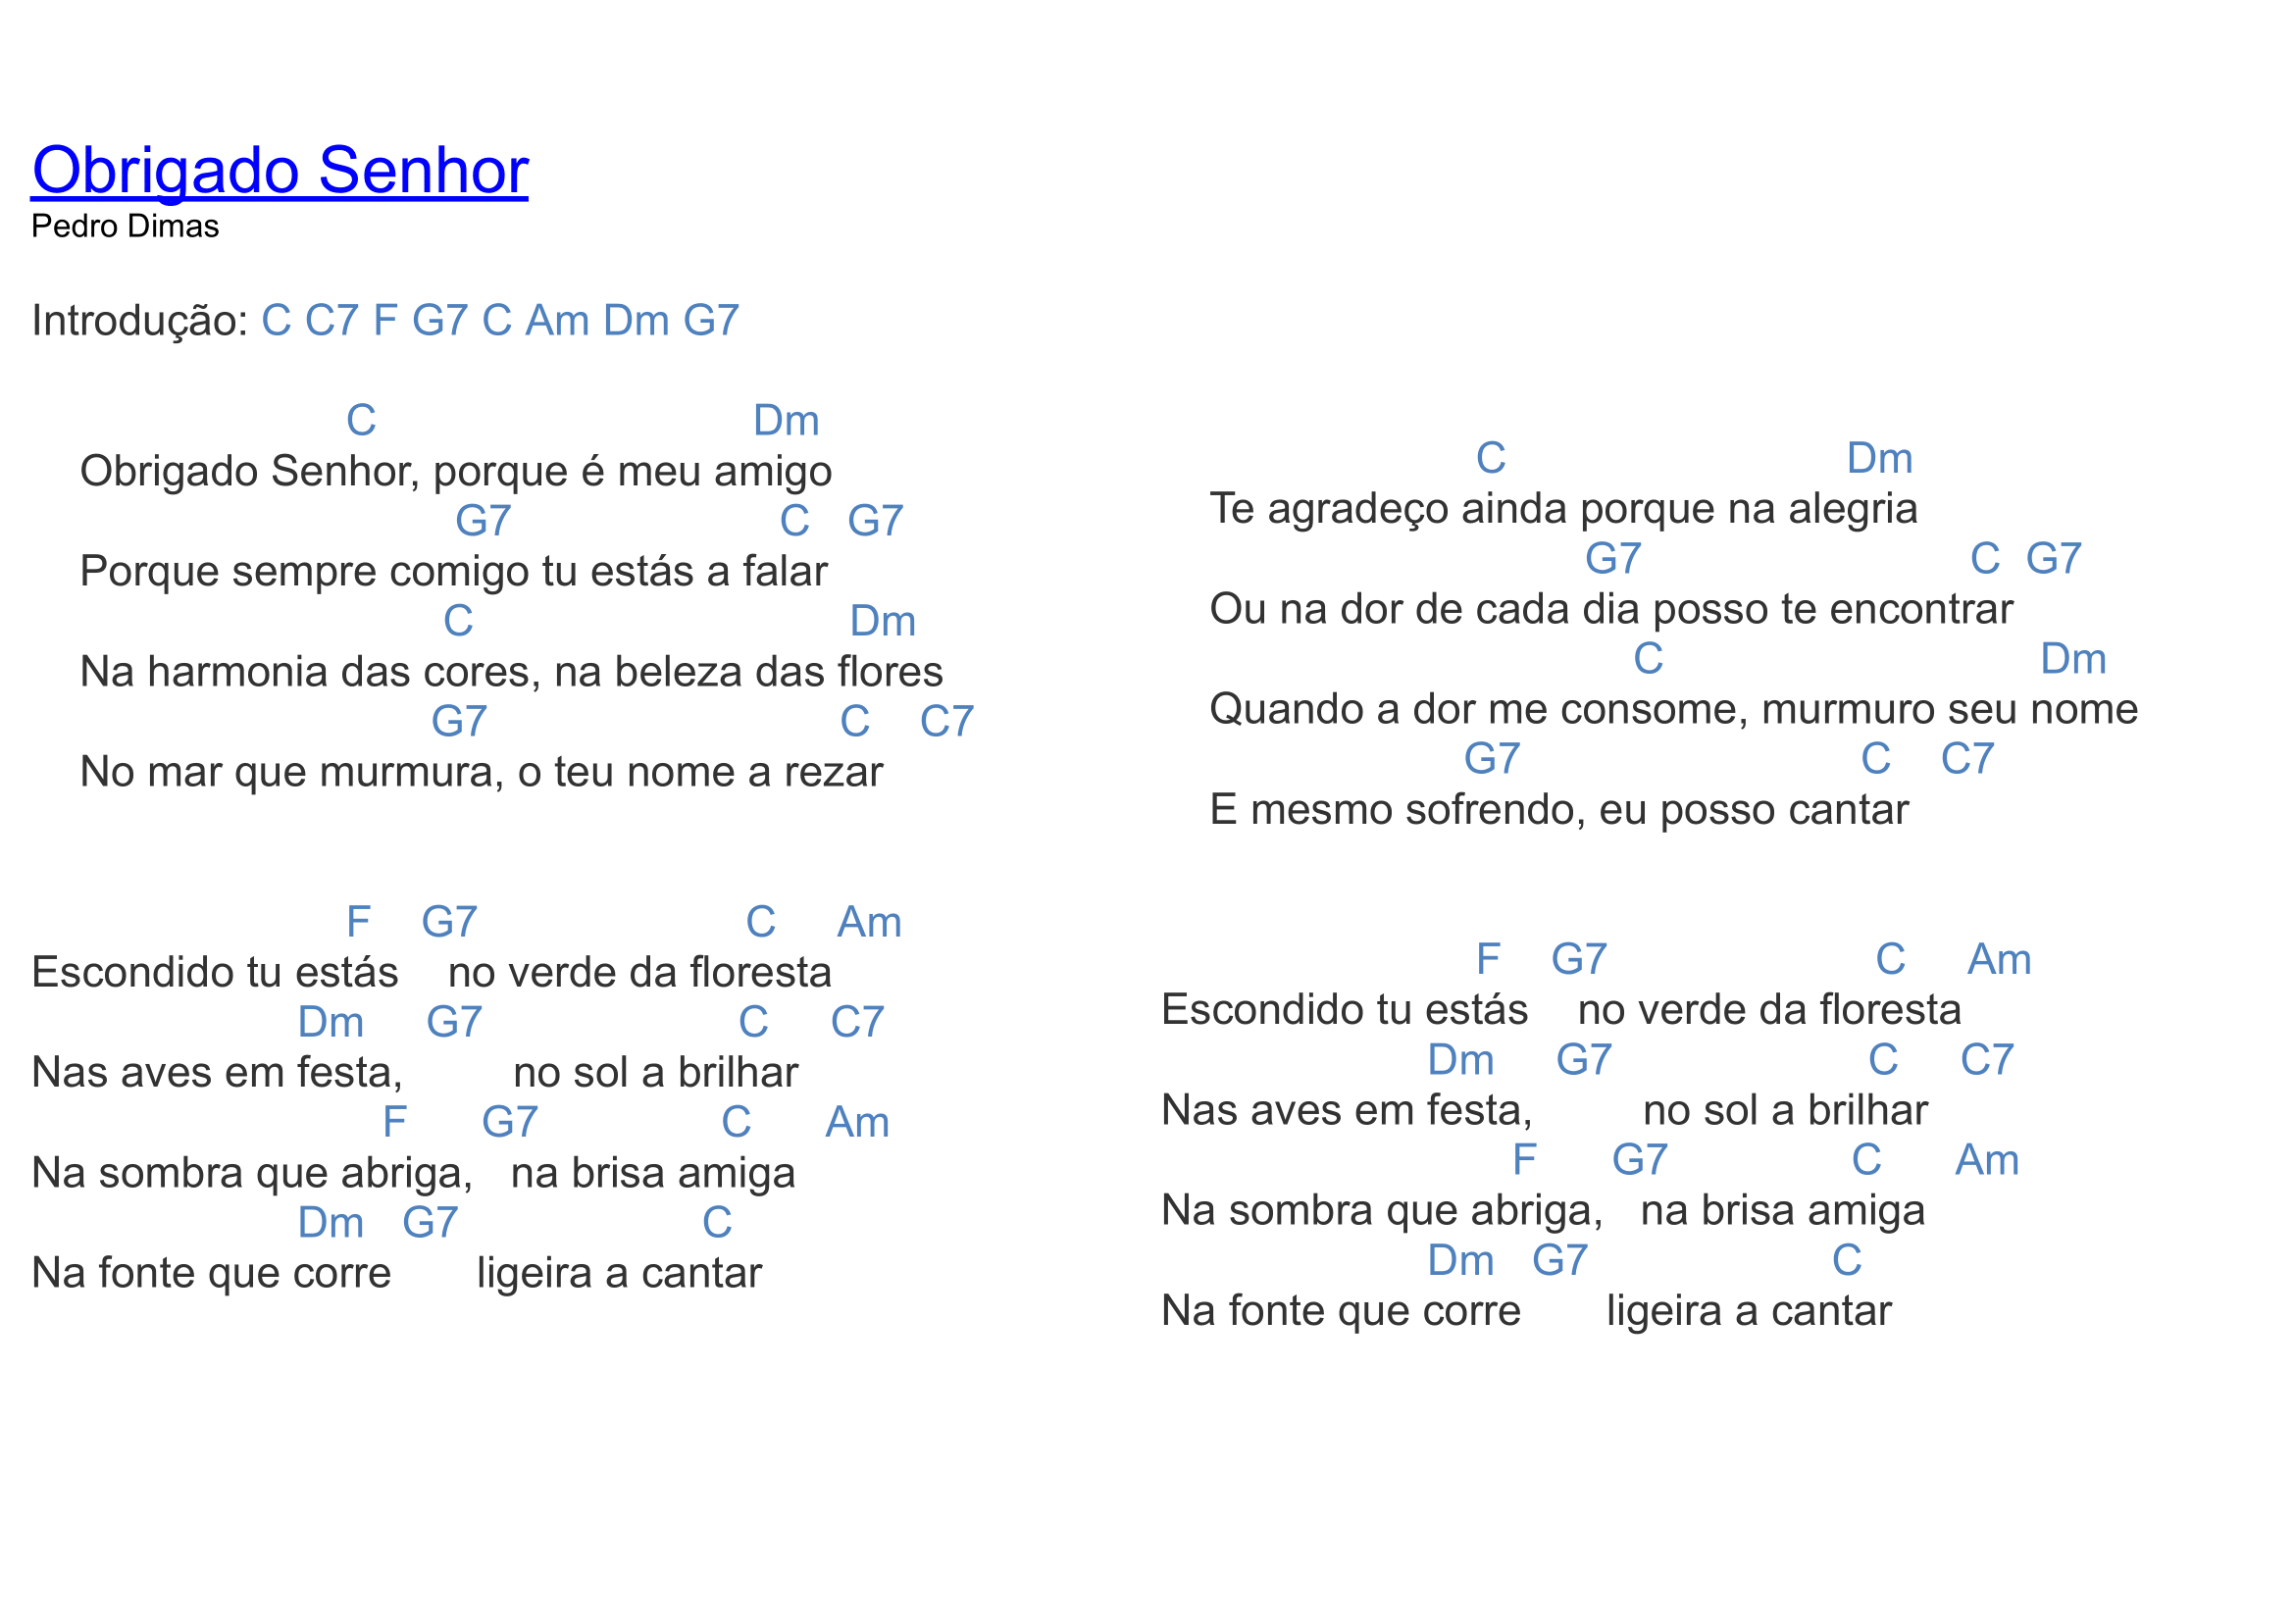 Obrigado Senhor
Pedro Dimas
Introdução: C C7 F G7 C Am Dm G7
C Dm
Obrigado Senhor, porque é meu amigo
G7 C G7
Porque sempre comigo tu estás a falar
C Dm
Na harmonia das cores, na beleza das flores
G7 C C7
No mar que murmura, o teu nome a rezar
F G7 C Am
Escondido tu estás no verde da floresta
Dm G7 C C7
Nas aves em festa, no sol a brilhar
F G7 C Am
Na sombra que abriga, na brisa amiga
Dm G7 C
Na fonte que corre ligeira a cantar
C Dm
Te agradeço ainda porque na alegria
G7 C G7
Ou na dor de cada dia posso te encontrar
C Dm
Quando a dor me consome, murmuro seu nome
G7 C C7
E mesmo sofrendo, eu posso cantar
F G7 C Am
Escondido tu estás no verde da floresta
Dm G7 C C7
Nas aves em festa, no sol a brilhar
F G7 C Am
Na sombra que abriga, na brisa amiga
Dm G7 C
Na fonte que corre ligeira a cantar